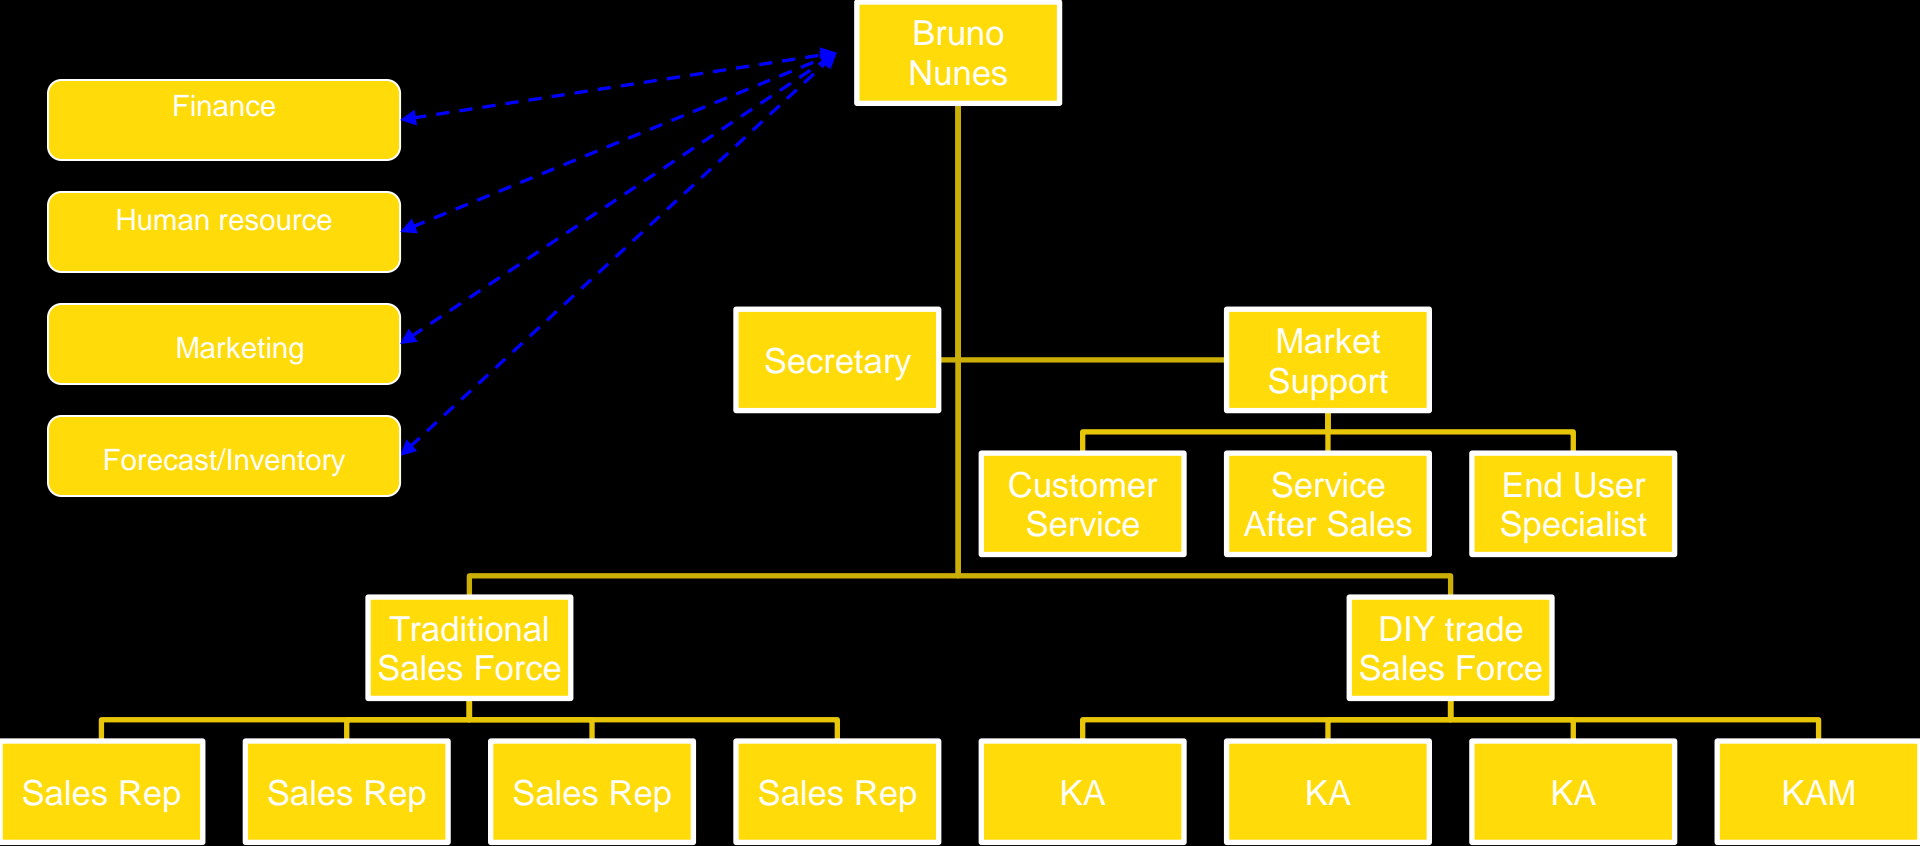 Bruno
Nunes
Finance
Human resource
Marketing
Forecast/Inventory
Secretary
Market
Support
Customer
Service
Service
After Sales
End User
Specialist
Traditional
Sales Force
DIY trade
Sales Force
Sales Rep
Sales Rep
Sales Rep
Sales Rep
KA
KA
KA
KAM